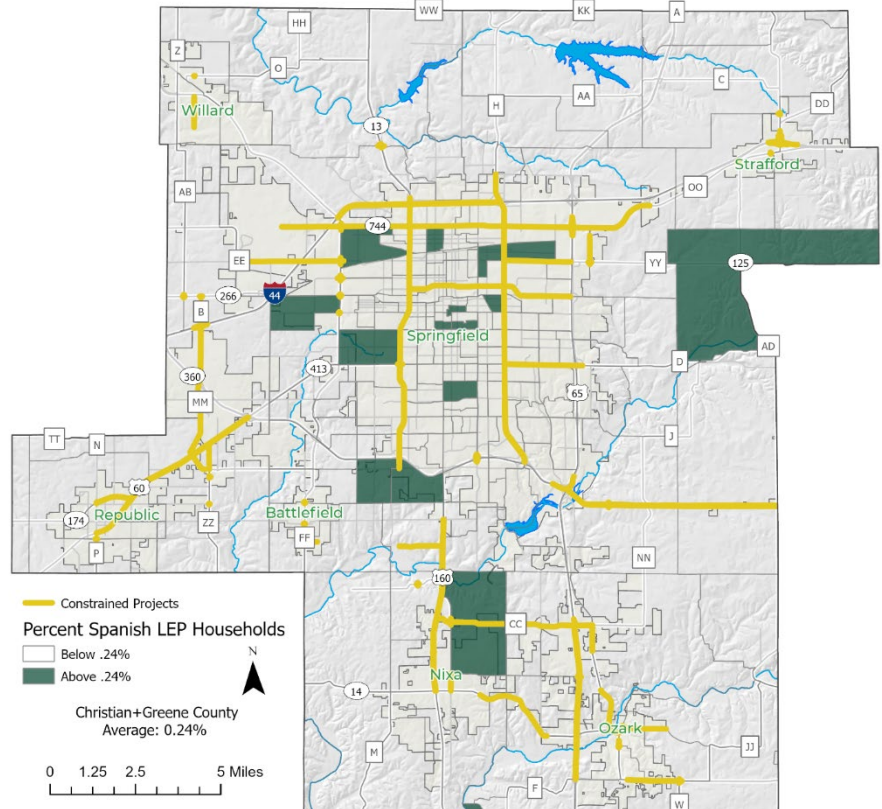 WW
KK
A
HH
Z
O
C
H
AA
DD
Willard
13
Strafford
OO
AB
744
EE
YY
125
44
266
B
Springfield
AD
D
413
360
65
MM
J
TT
N
60
Republic
174
ZZ
Battlefield
FF
P
NN
160
CC
Nixa
14
Ozark
M
JJ
F
W
Constrained Projects
Percent Spanish LEP Households
Below .24%
Above .24%
N
Christian+Greene County
Average: 0.24%
0 1.25 2.5 5 Miles